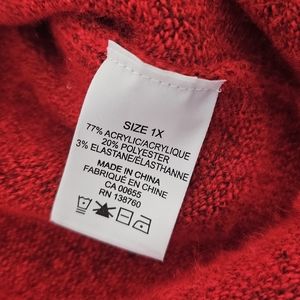 SIZE 1X
77% ACRYLIC/ACRYLIQUE
20% POLYESTER
3% ELASTANE/ELASTHANNE
MADE IN CHINA
FABRIQUÉ EN CHINE
CA 00655
RN 138760